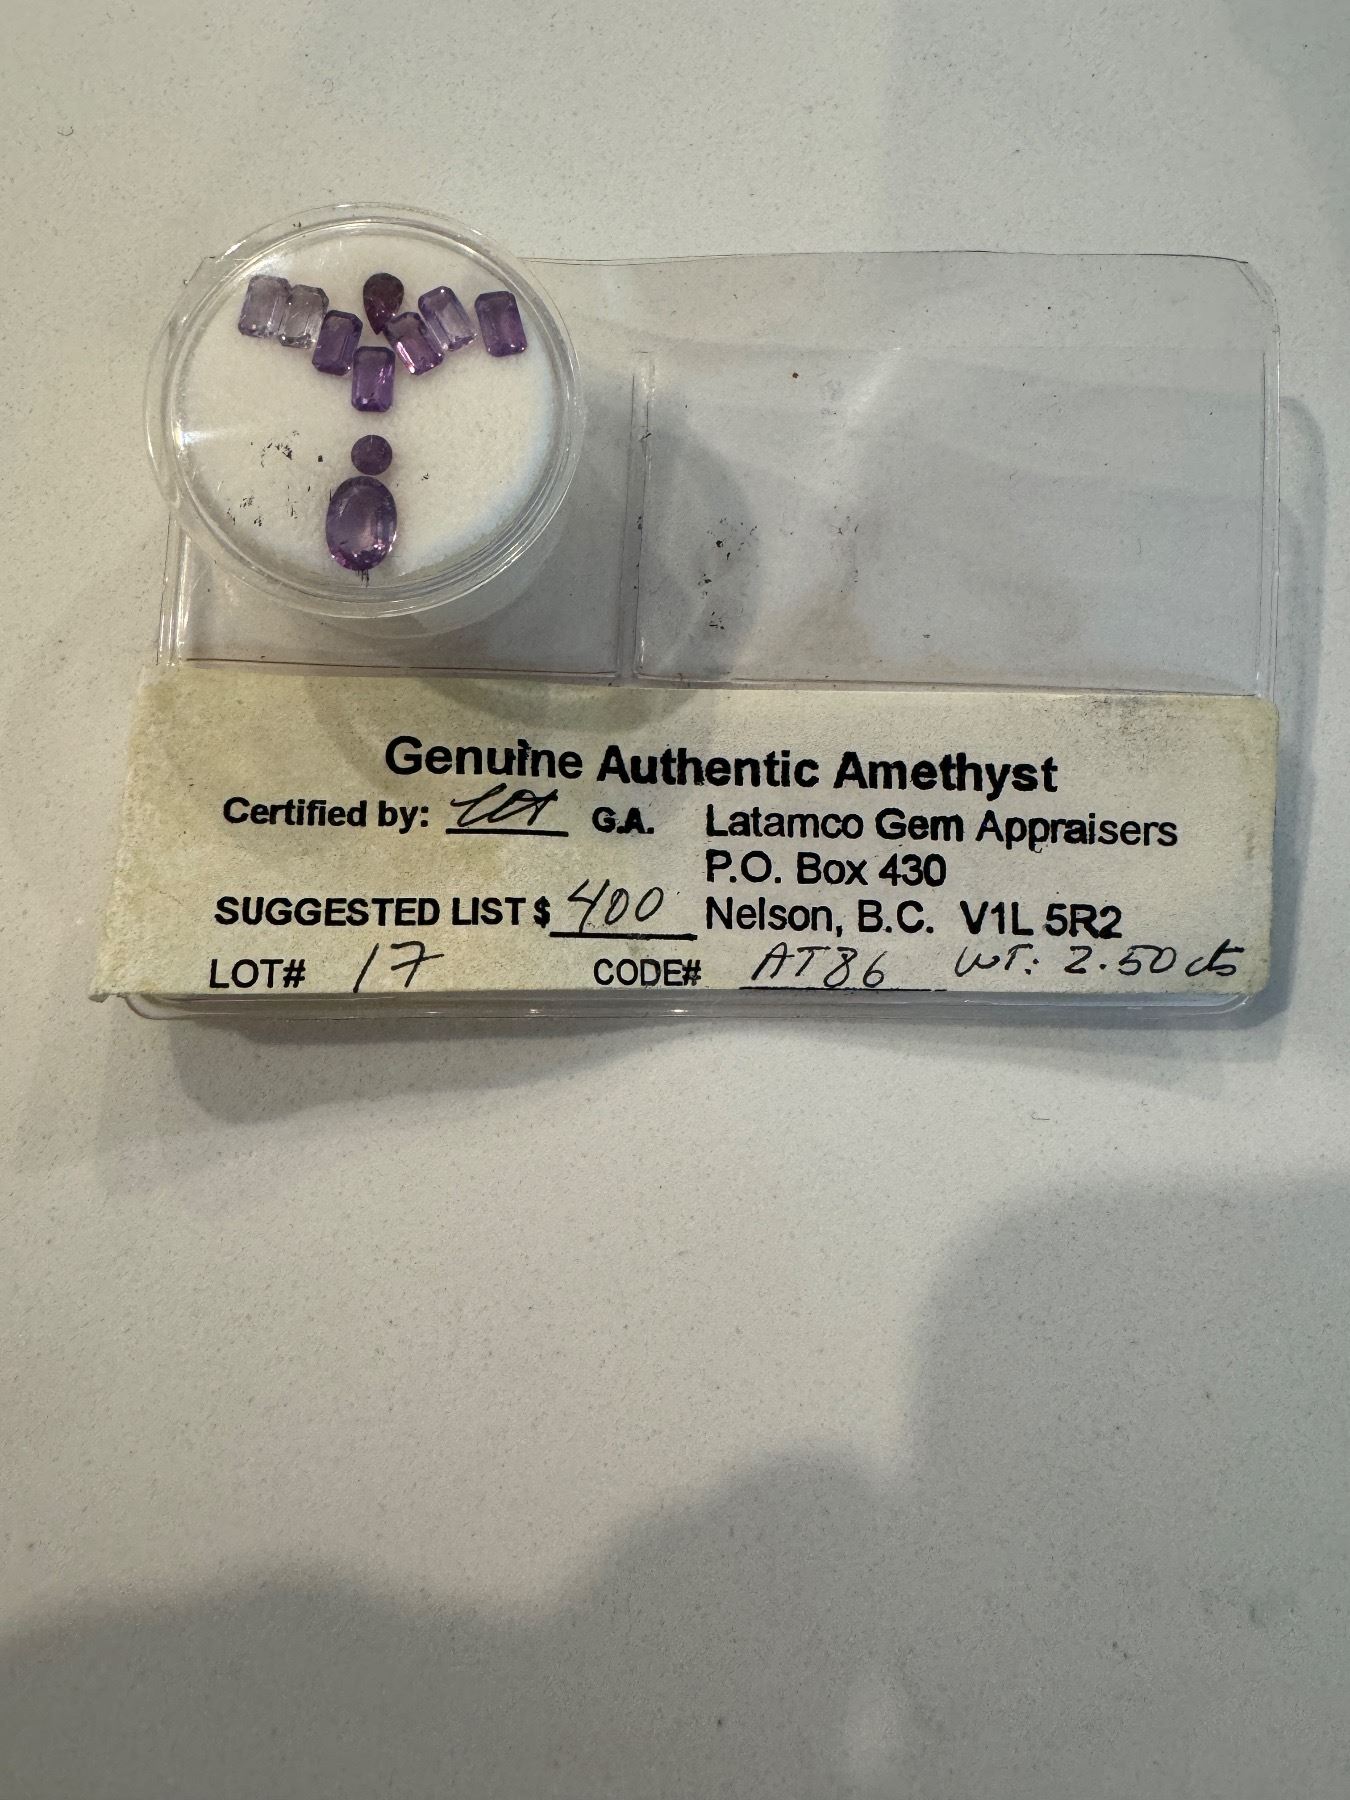 Genuine Authentic Amethyst
Certified by: G.A. Latamco Gem Appraisers
P.O. Box 430
SUGGESTED LIST $ 400 Nelson, B.C. V1L 5R2
LOT# 17 CODE# AT86 WT: 2.50 cts